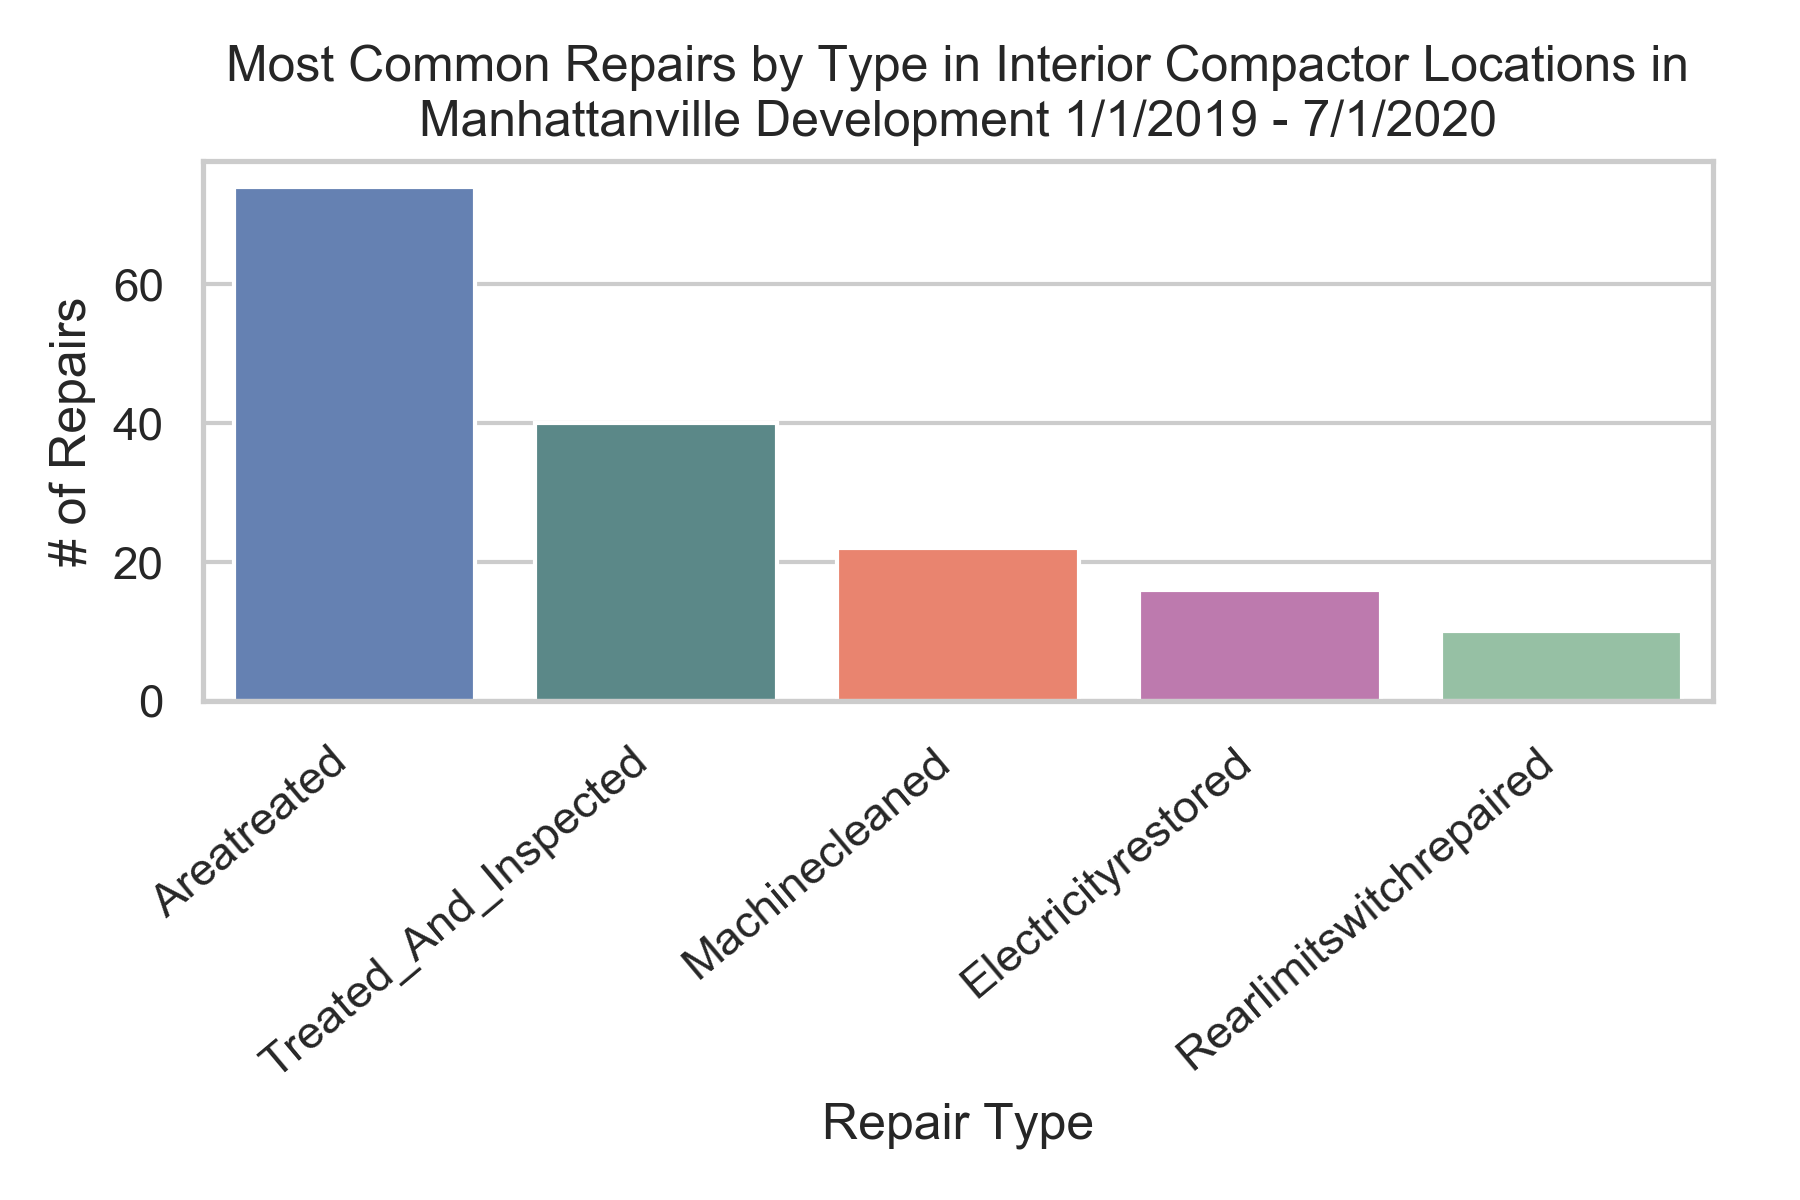 Most Common Repairs by Type in Interior Compactor Locations in
Manhattanville Development 1/1/2019 - 7/1/2020
# of Repairs
60
40
20
0
Areatreated
Treated_And_Inspected
Machinecleaned
Electricityrestored
Rearlimitswitchrepaired
Repair Type